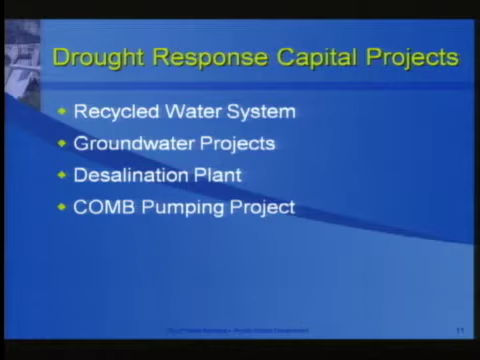 Drought Response Capital Projects
Recycled Water System
Groundwater Projects
Desalination Plant
COMB Pumping Project
11